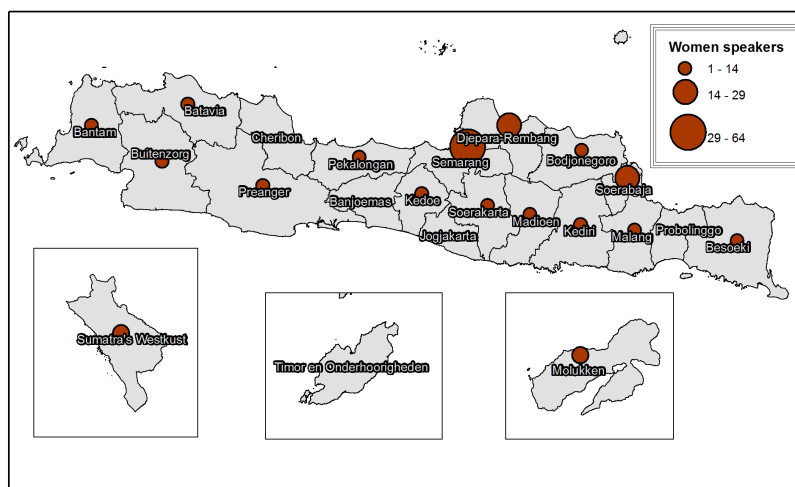 Women speakers
1 - 14
14 - 29
29 - 64
Batavia
Bantam
Cheribon
Djepara-Rembang
Buitenzorg
Pekalongan
Semarang
Bodjonegoro
Preanger
Banjoemas
Kedoe
Soerabaja
Soerakarta
Madioen
Kediri
Malang
Probolinggo
Jogjakarta
Besoeki
Sumatra's Westkust
Timor en Onderhoorigheden
Molukken